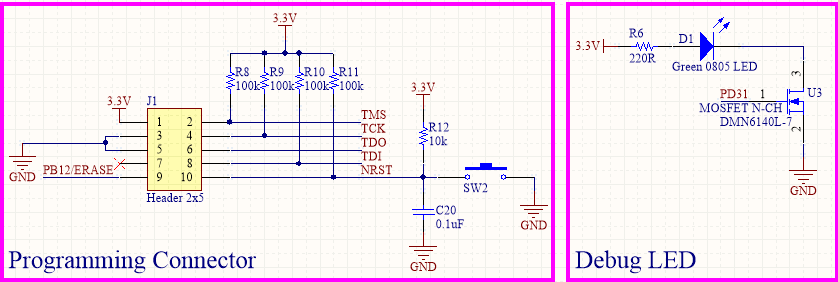 3.3V
R8
100k
R9
100k
R10
100k
R11
100k
3.3V
J1
1
2
3
4
5
6
7
8
9
10
Header 2x5
GND
PB12/ERASE
TMS
TCK
TDO
TDI
NRST
3.3V
R12
10k
SW2
GND
C20
0.1uF
GND
Programming Connector
3.3V
R6
220R
D1
Green 0805 LED
3
PD31 1
U3
MOSFET N-CH
DMN6140L-7
2
GND
Debug LED